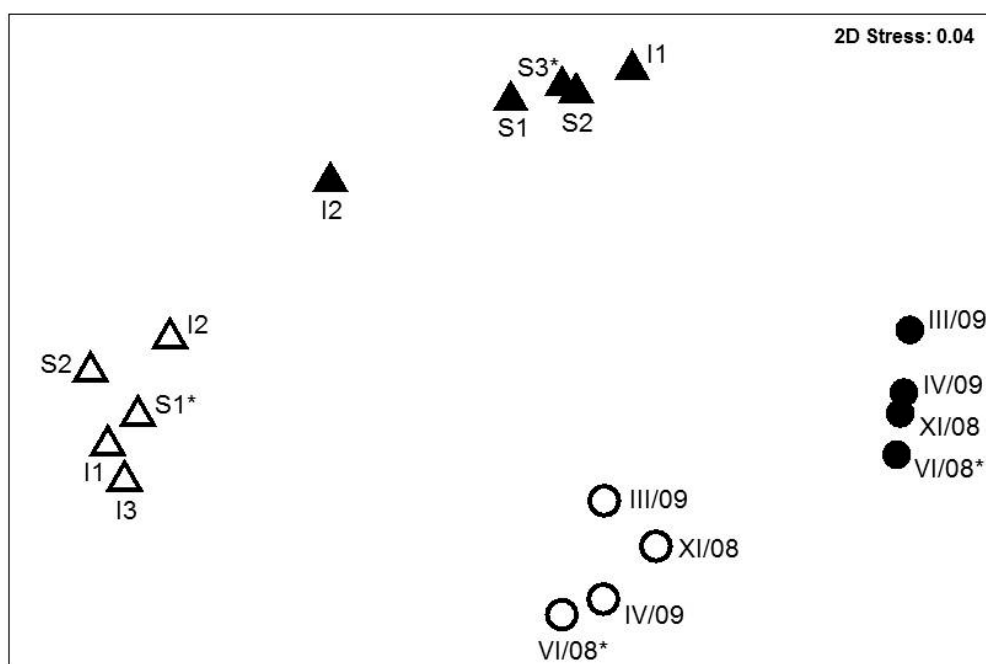 2D Stress: 0.04
I1
S3*
S1
S2
I2
III/09
I2
S2
IV/09
S1*
XI/08
VI/08*
I1
I3
III/09
XI/08
IV/09
VI/08*